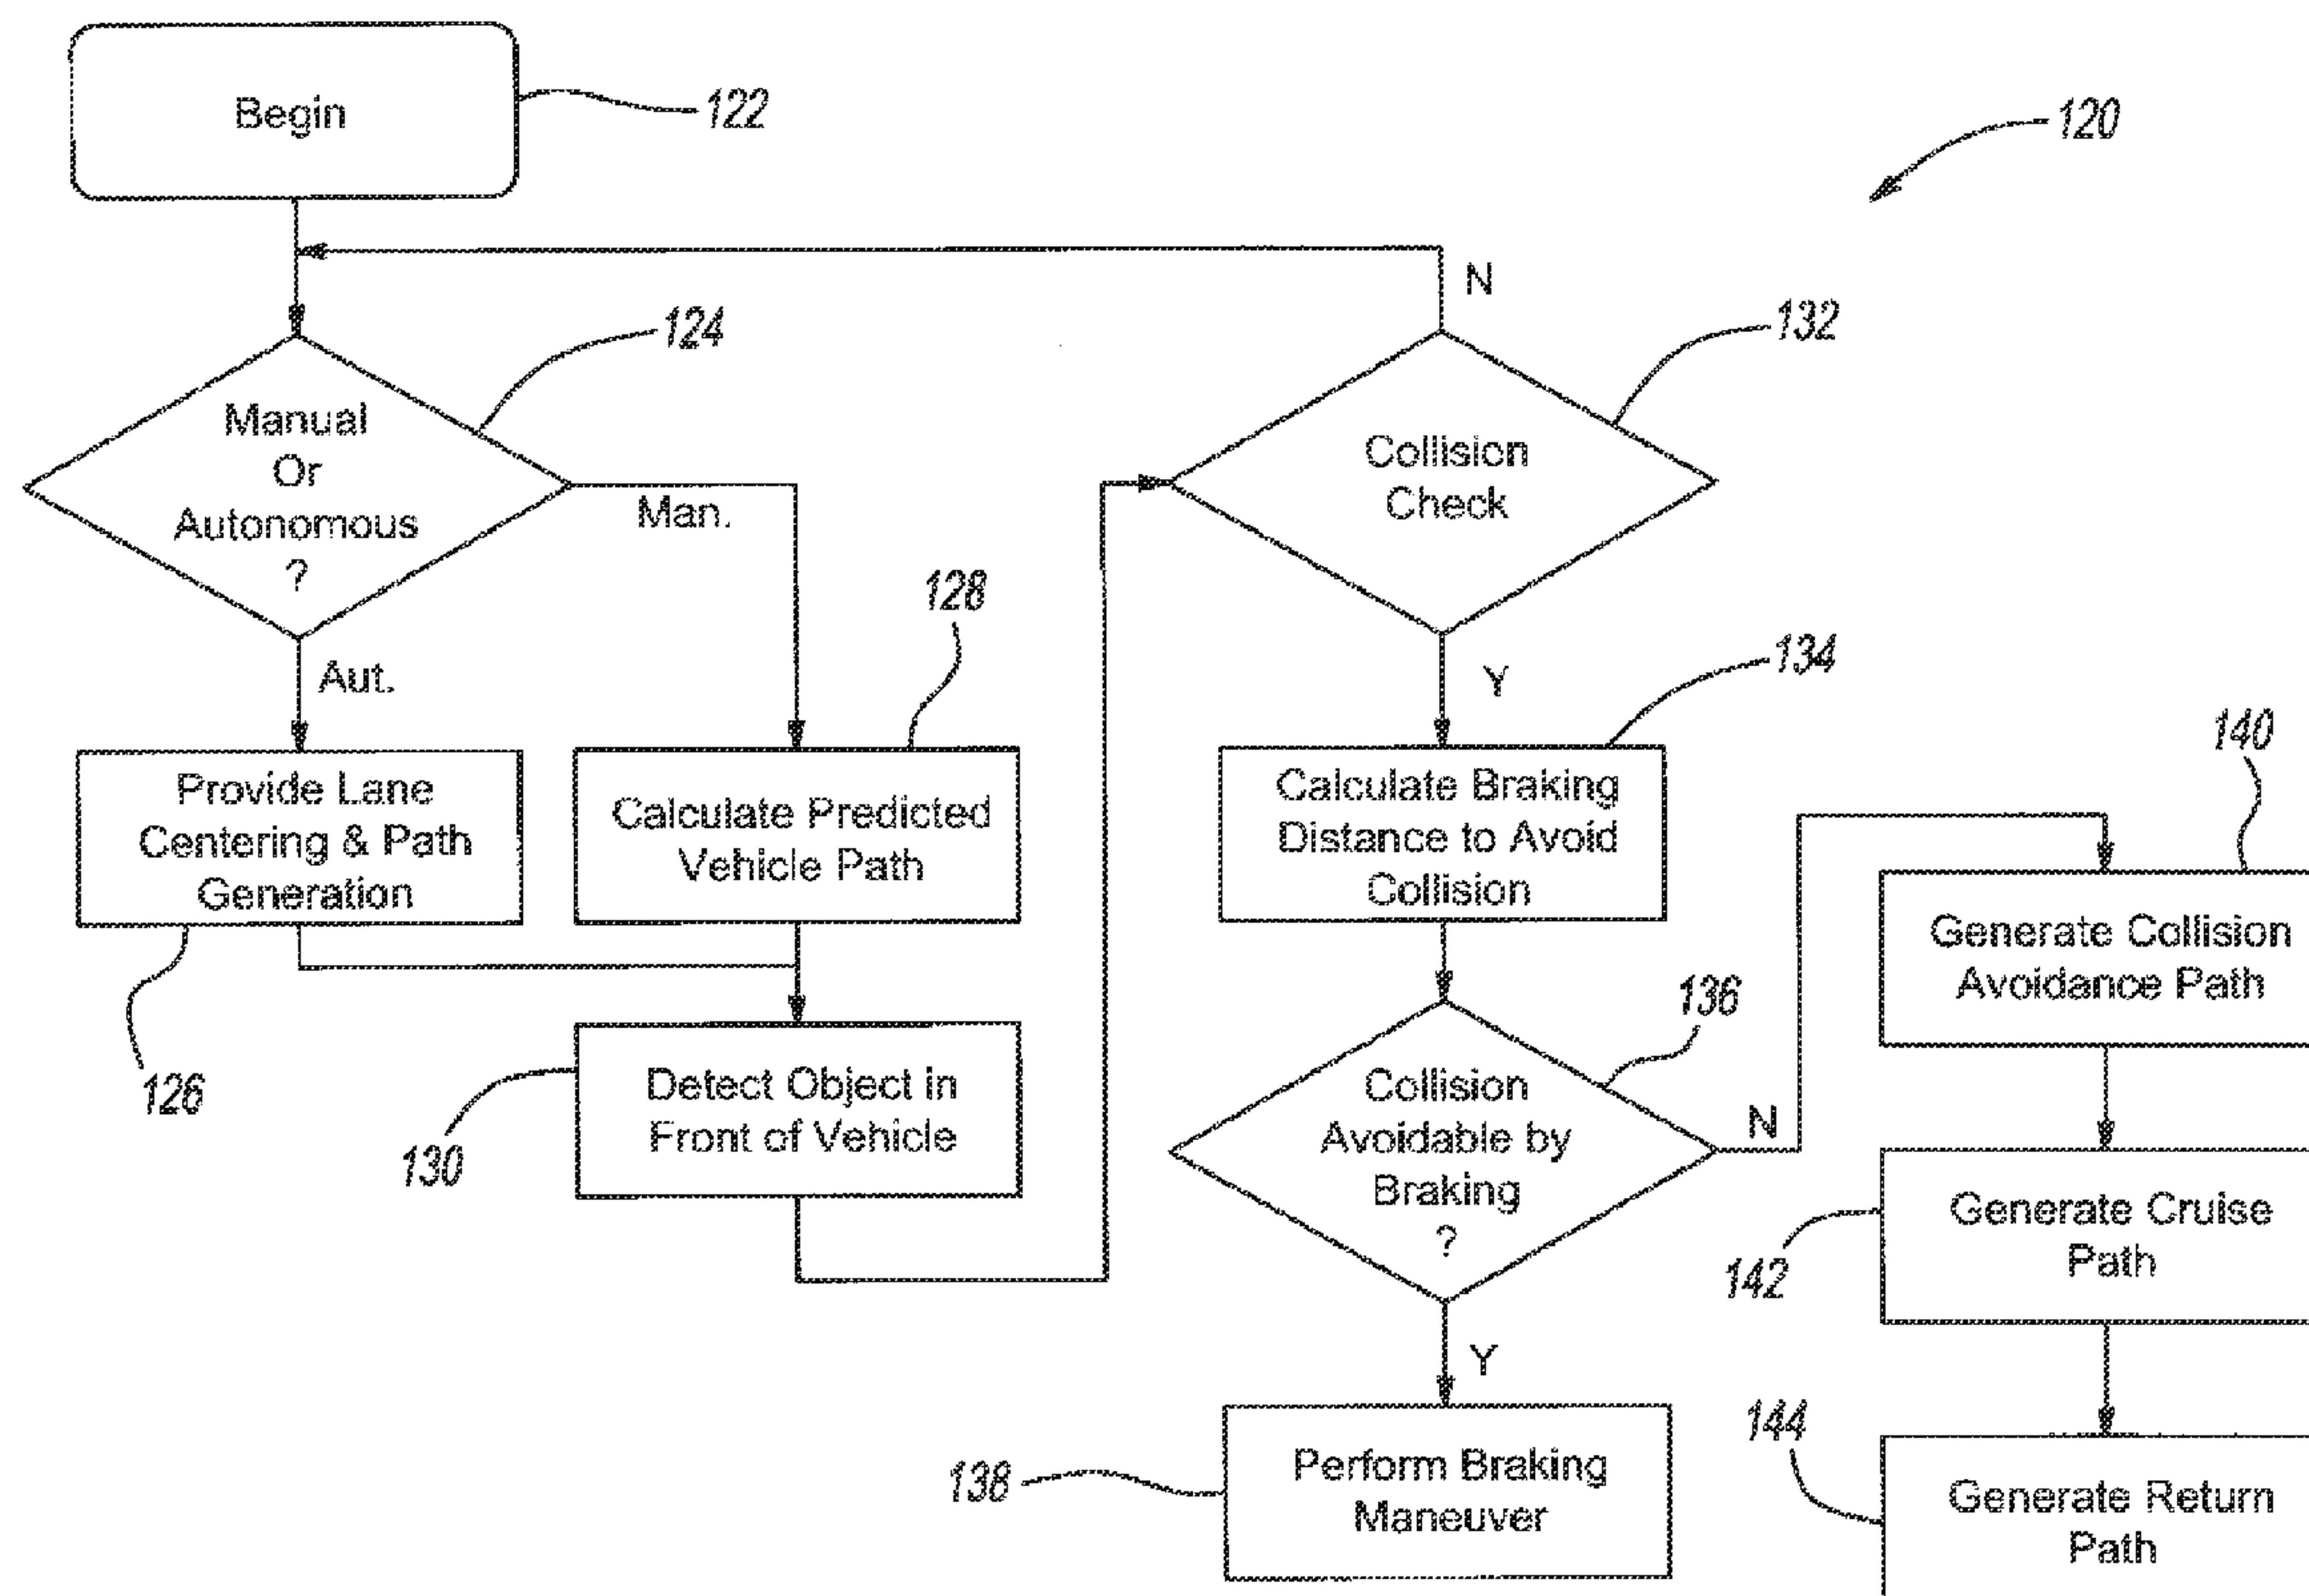 Begin
122
120
N
124
132
Manual
Or
Autonomous
?
Man.
Collision
Check
128
Aut.
Y
134
140
Provide Lane
Centering & Path
Generation
Calculate Predicted
Vehicle Path
Calculate Braking
Distance to Avoid
Collision
Generate Collision
Avoidance Path
126
130
Detect Object in
Front of Vehicle
136
Collision
Avoidable by
Braking
?
N
Generate Cruise
Path
142
Y
138
Perform Braking
Maneuver
144
Generate Return
Path